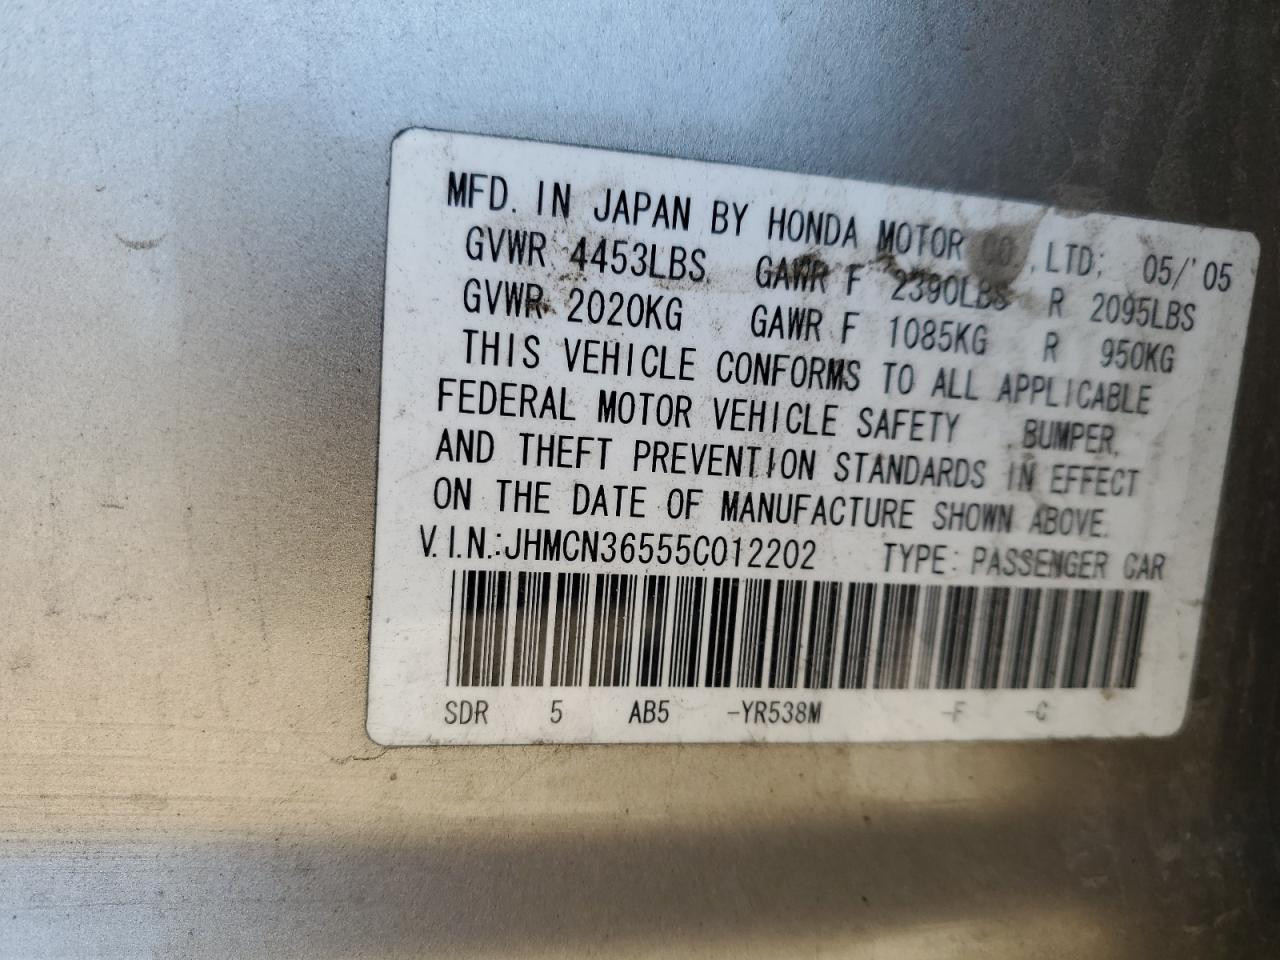 MFD. IN JAPAN BY HONDA MOTOR CO.,LTD; 05/'05
GVWR 4453LBS GAWR F 2390LBS R 2095LBS
GVWR 2020KG GAWR F 1085KG R 950KG
THIS VEHICLE CONFORMS TO ALL APPLICABLE
FEDERAL MOTOR VEHICLE SAFETY , BUMPER,
AND THEFT PREVENTION STANDARDS IN EFFECT
ON THE DATE OF MANUFACTURE SHOWN ABOVE.
V.I.N.:JHMCN36555C012202 TYPE: PASSENGER CAR
SDR 5 AB5 -YR538M -F -C